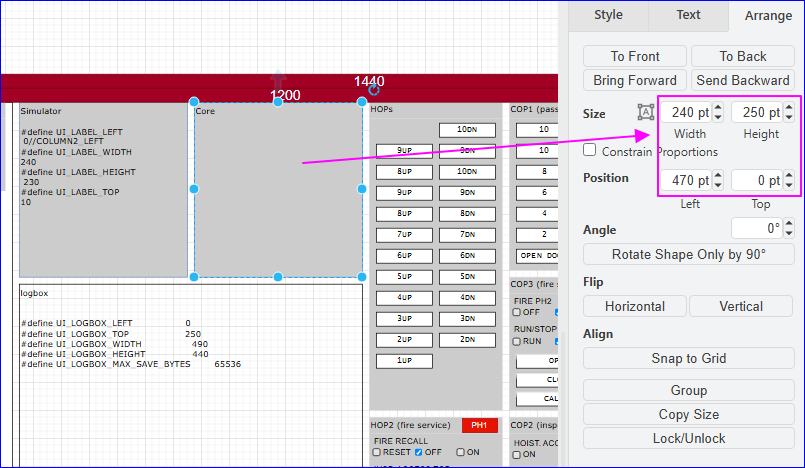 Style Text Arrange
To Front To Back
Bring Forward Send Backward
Size 240 pt 250 pt
Width Height
Constrain Proportions
Position 470 pt 0 pt
Left Top
Angle 0°
Rotate Shape Only by 90°
Flip
Horizontal Vertical
Align
Snap to Grid
Group
Copy Size
Lock/Unlock
1440
1200
Simulator
#define UI_LABEL_LEFT
0//COLUMN2_LEFT
#define UI_LABEL_WIDTH
240
#define UI_LABEL_HEIGHT
230
#define UI_LABEL_TOP
10
Core
logbox
#define UI_LOGBOX_LEFT 0
#define UI_LOGBOX_TOP 250
#define UI_LOGBOX_WIDTH 490
#define UI_LOGBOX_HEIGHT 440
#define UI_LOGBOX_MAX_SAVE_BYTES 65536
HOPs
10DN
9UP 9DN
8UP 10DN
9UP 9DN
8UP 8DN
7UP 7DN
6UP 6DN
5UP 5DN
4UP 4DN
3UP 3DN
2UP 2DN
1UP
HOP2 (fire service) PH1
FIRE RECALL
RESET OFF ON
COP1 (pass
10
10
8
6
4
2
OPEN DOU
COP3 (fire s
FIRE PH2
OFF
RUN/STOP
RUN
OP
CLO
CAL
COP2 (insp
HOIST. ACC
ON